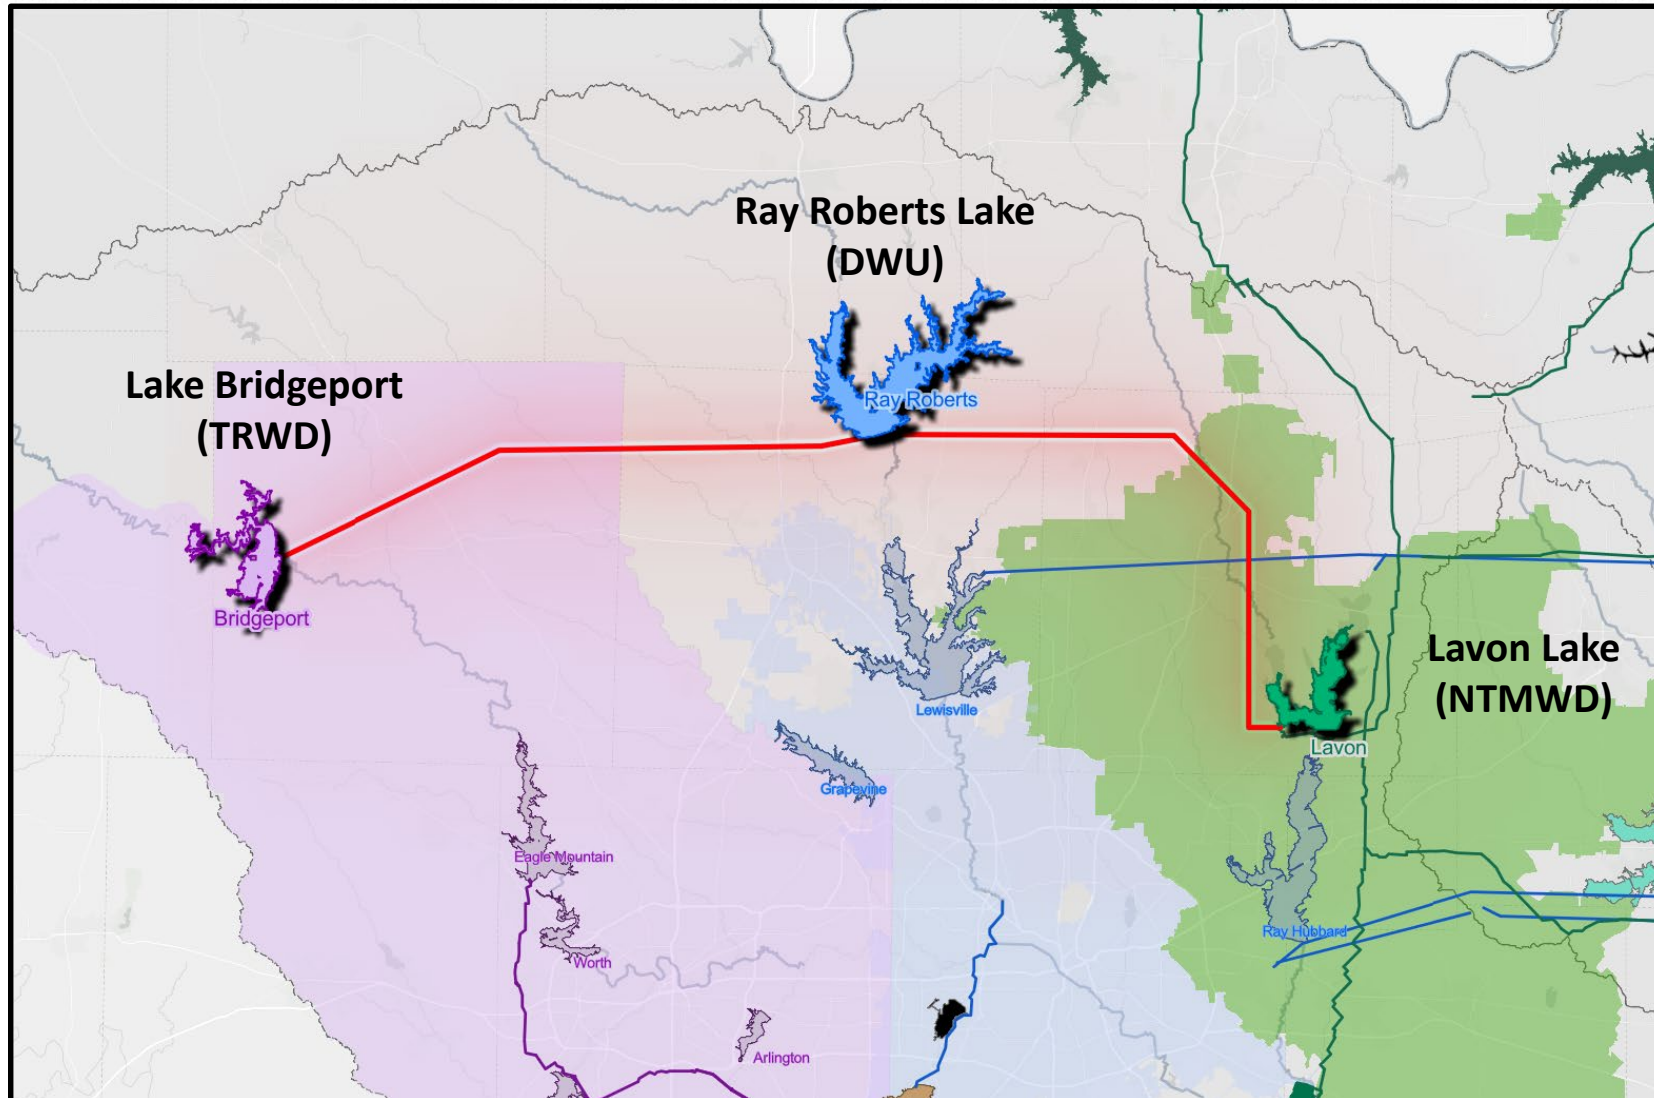 Ray Roberts Lake
(DWU)
Ray Roberts
Lake Bridgeport
(TRWD)
Bridgeport
Lavon Lake
(NTMWD)
Lewisville
Lavon
Grapevine
Eagle Mountain
Ray Hubbard
Worth
Arlington